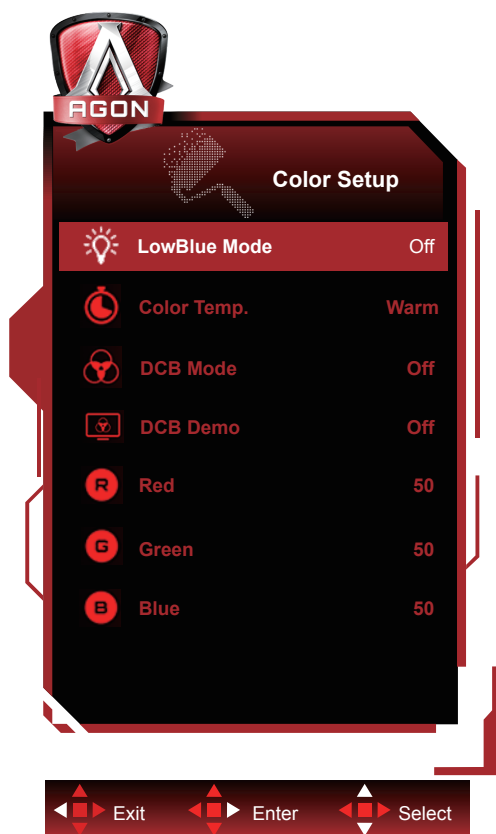 AGON
Color Setup
LowBlue Mode Off
Color Temp. Warm
DCB Mode Off
DCB Demo Off
R Red 50
G Green 50
B Blue 50
Exit Enter Select